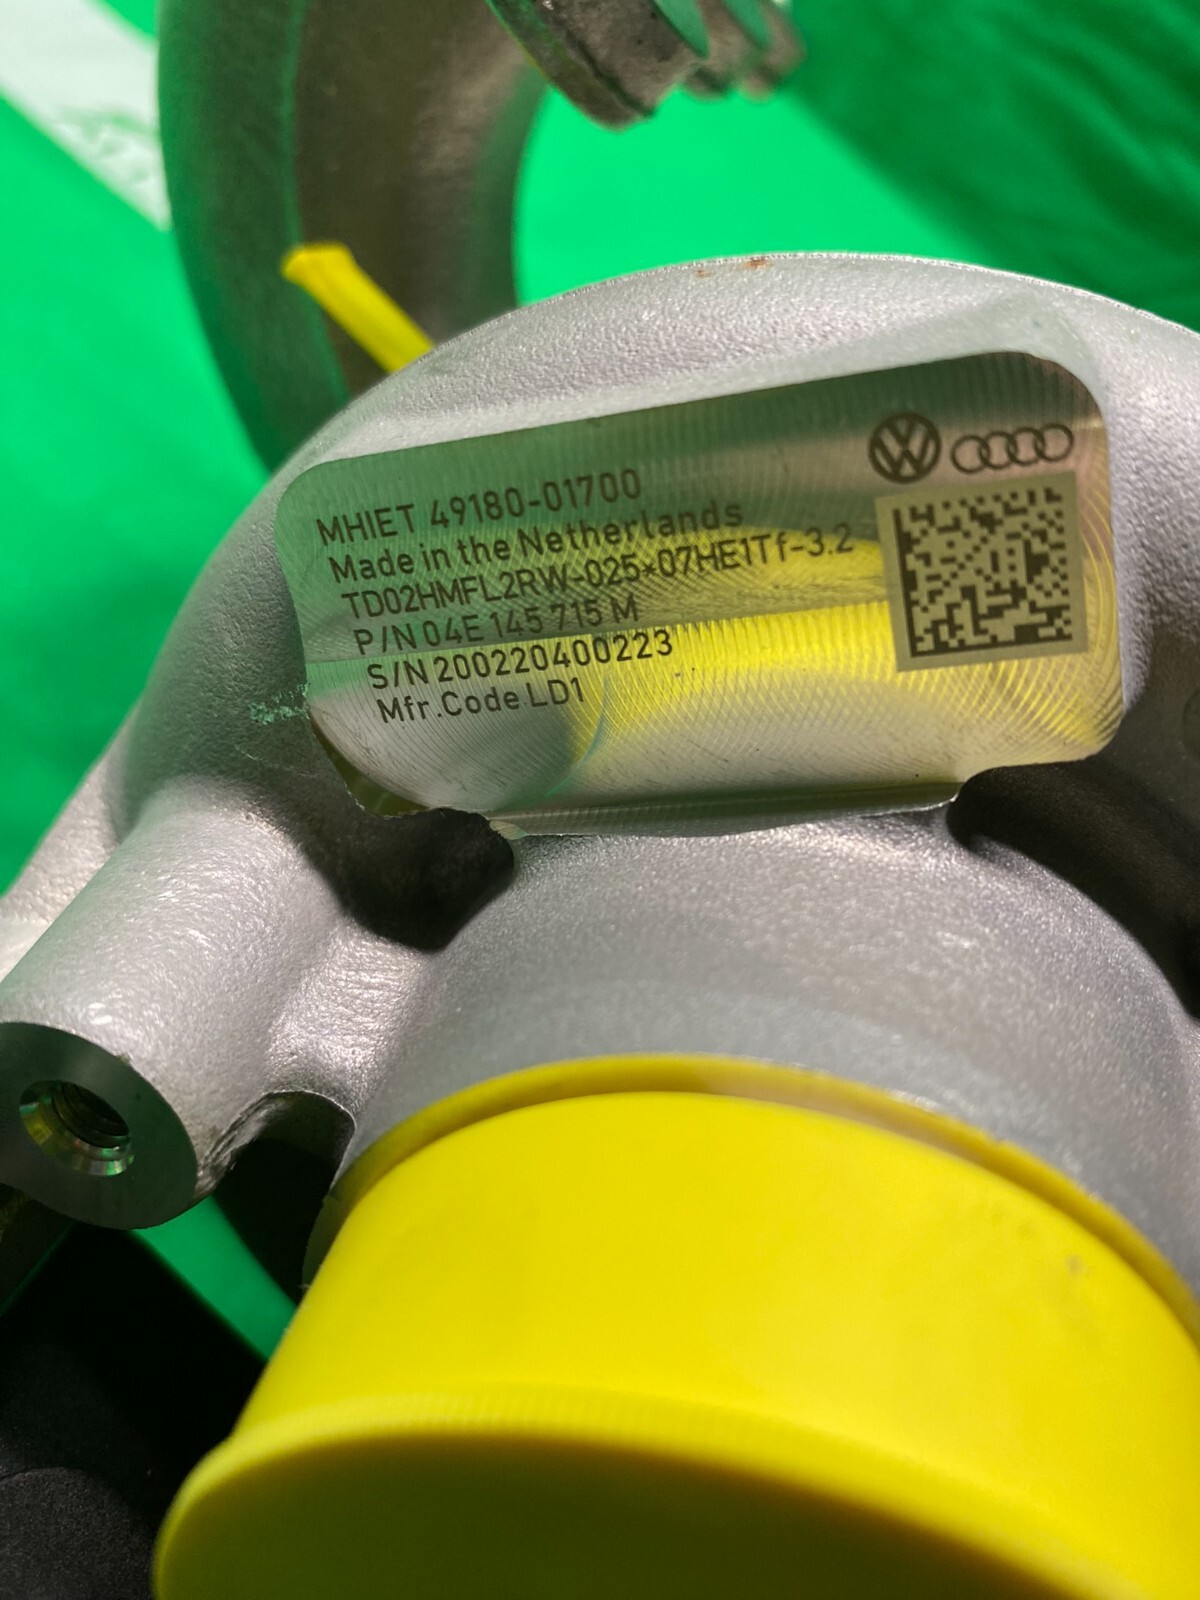 MHIET 49180-01700
Made in the Netherlands
TD02HMFL2RW-025*07HE1Tf-3.2
P/N 04E 145 715 M
S/N 200220400223
Mfr.Code LD1